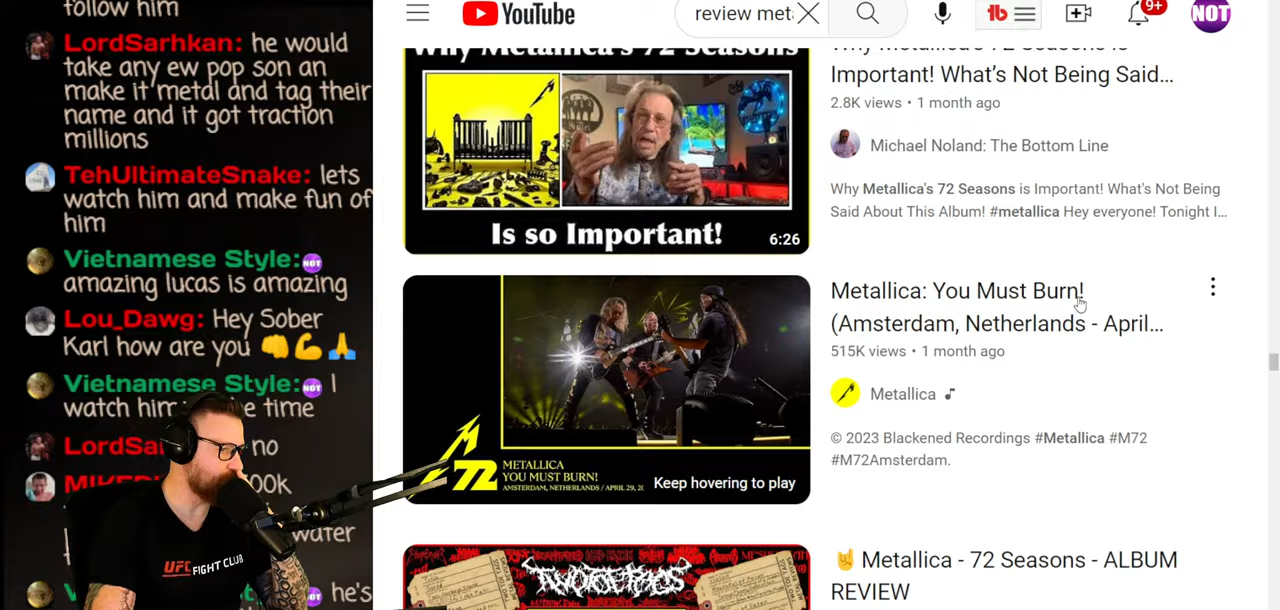 follow him
LordSarhkan: he would
take any ew pop son an
make it metal and tag their
name and it got traction
millions
TehUltimateSnake: lets
watch him and make fun of
him
Vietnamese Style: NOT
amazing lucas is amazing
Lou_Dawg: Hey Sober
Karl how are you 👊💪🙏
Vietnamese Style: NOT I
watch him
time
no
he's
UFC FIGHT CLUB
YouTube
review met
9+
NOT
Why Metallica's 72 Seasons
Is so Important!
6:26
Why Metallica's 72 Seasons is
Important! What's Not Being Said...
2.8K views • 1 month ago
Michael Noland: The Bottom Line
Why Metallica's 72 Seasons is Important! What's Not Being
Said About This Album! #metallica Hey everyone! Tonight I...
M72
METALLICA
YOU MUST BURN!
AMSTERDAM, NETHERLANDS / APRIL 29, 20
Keep hovering to play
Metallica: You Must Burn!
(Amsterdam, Netherlands - April...
515K views • 1 month ago
Metallica
© 2023 Blackened Recordings #Metallica #M72
#M72Amsterdam.
🤘 Metallica - 72 Seasons - ALBUM
REVIEW